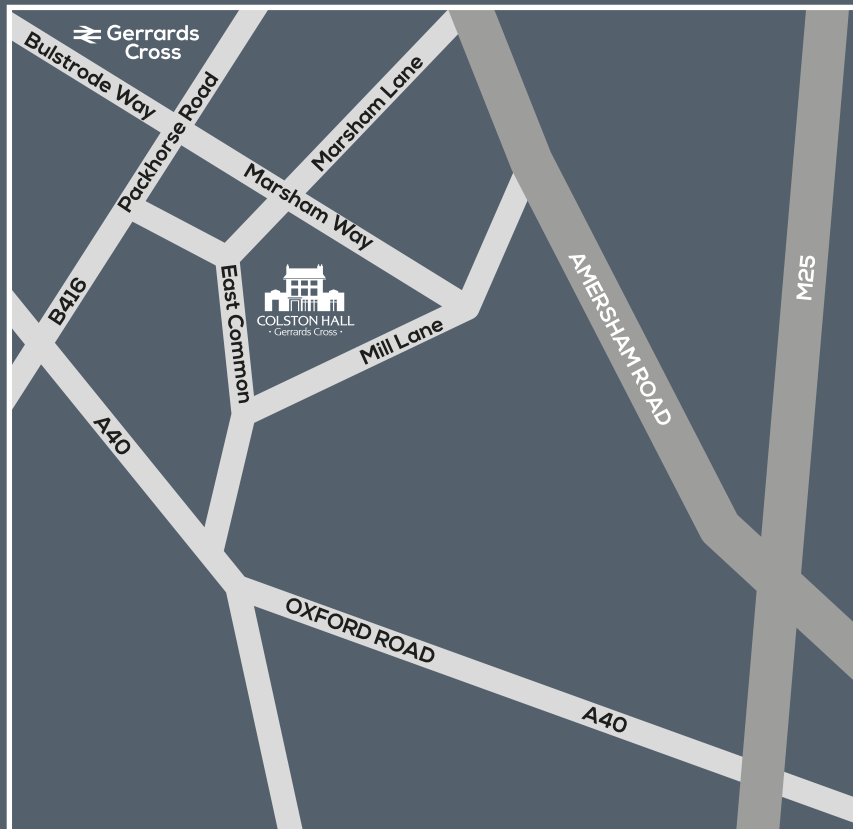 Gerrards
Cross
Bulstrode Way
Packhorse Road
Marsham Lane
Marsham Way
AMERSHAM ROAD
M25
B416
East Common
COLSTON HALL
· Gerrards Cross ·
Mill Lane
A40
OXFORD ROAD
A40